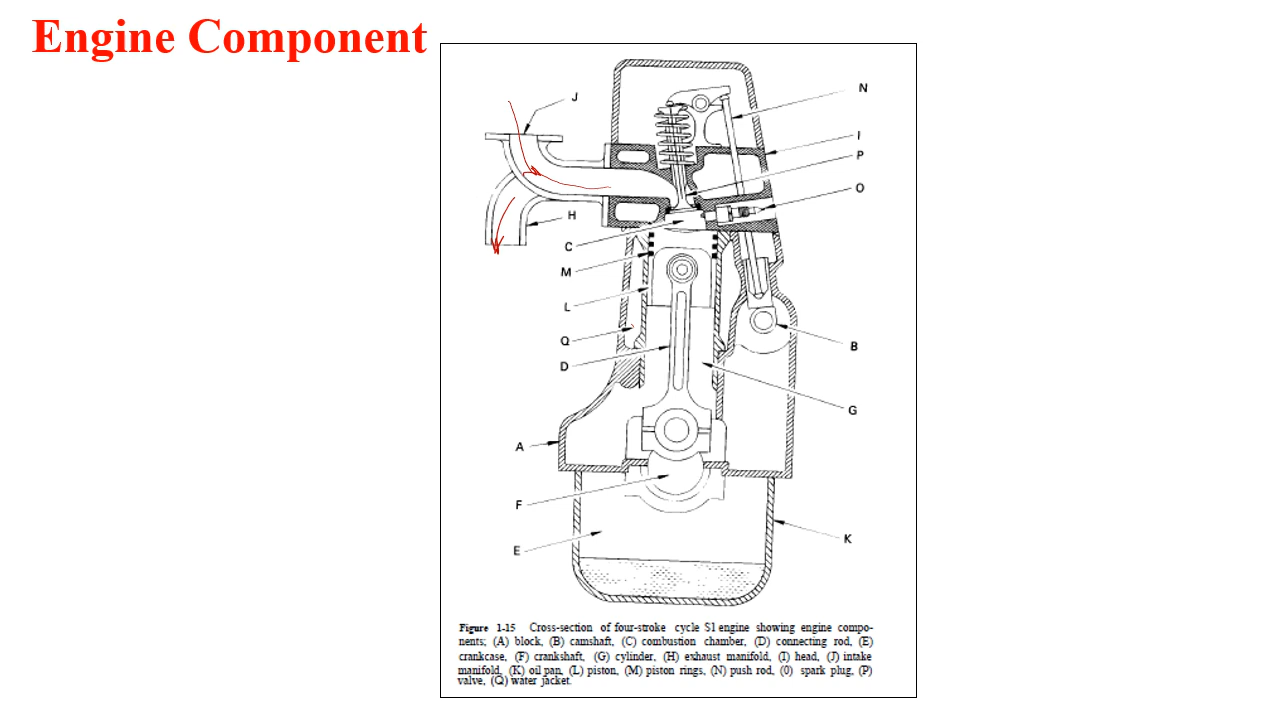 Engine Component
J
N
I
P
O
H
C
M
L
Q
D
B
G
A
F
E
K
Figure 1-15 Cross-section of four-stroke cycle S1 engine showing engine compo-
nents; (A) block, (B) camshaft, (C) combustion chamber, (D) connecting rod, (E)
crankcase, (F) crankshaft, (G) cylinder, (H) exhaust manifold, (I) head, (J) intake
manifold, (K) oil pan, (L) piston, (M) piston rings, (N) push rod, (0) spark plug, (P)
valve, (Q) water jacket.